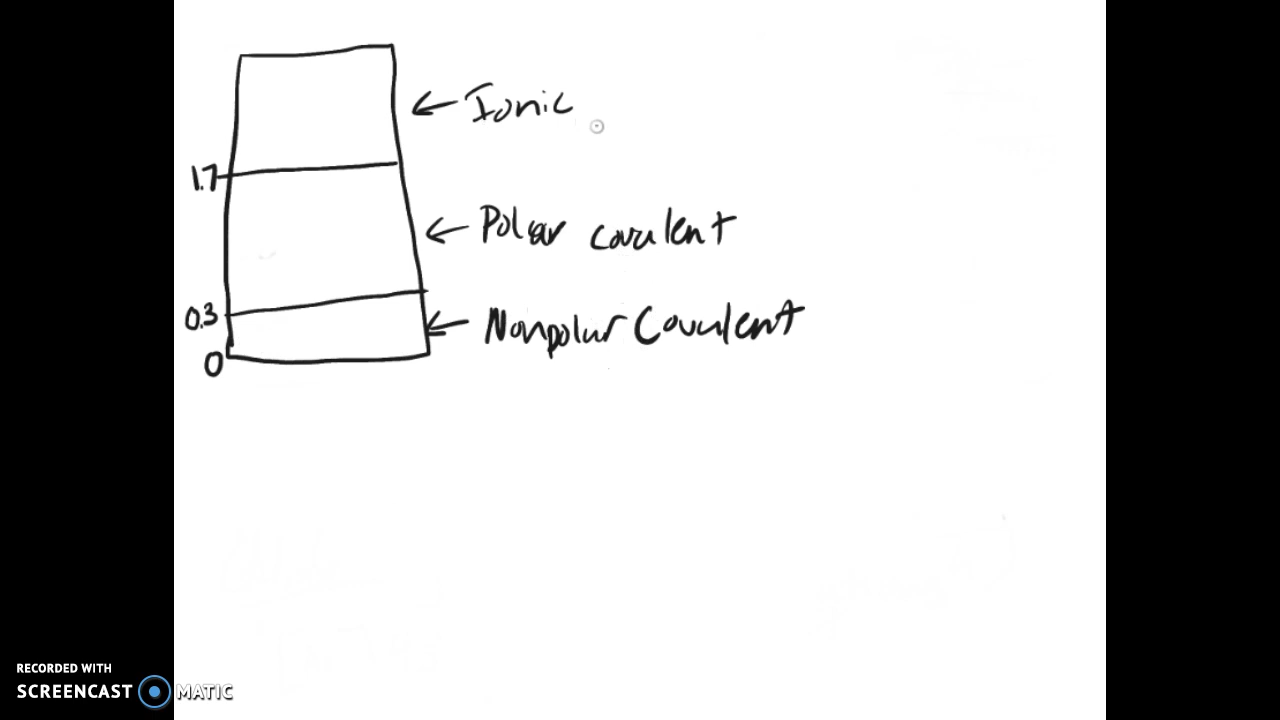 Ionic
1.7
Polar covalent
0.3
Nonpolar Covalent
0
RECORDED WITH
SCREENCAST MATIC